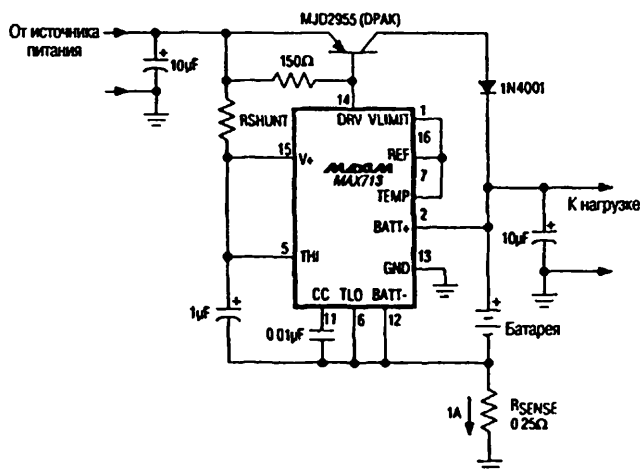 MJD2955 (DPAK)
От источника
питания
10μF
150Ω
1N4001
14
1
RSHUNT
DRV
VLIMIT
16
15
V+
MAXIM
MAX713
REF
7
TEMP
К нагрузке
2
BATT+
10μF
5
THI
13
GND
1μF
CC
TLO
BATT-
11
6
12
0.01μF
Батарея
1A
RSENSE
0.25Ω